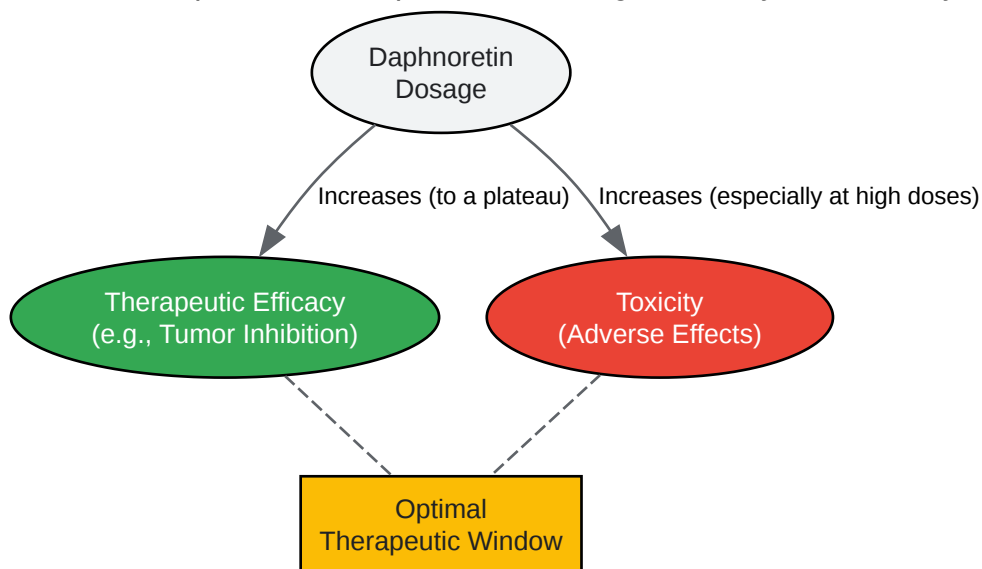 Daphnoretin
Dosage
Increases (to a plateau)
Increases (especially at high doses)
Therapeutic Efficacy
(e.g., Tumor Inhibition)
Toxicity
(Adverse Effects)
Optimal
Therapeutic Window